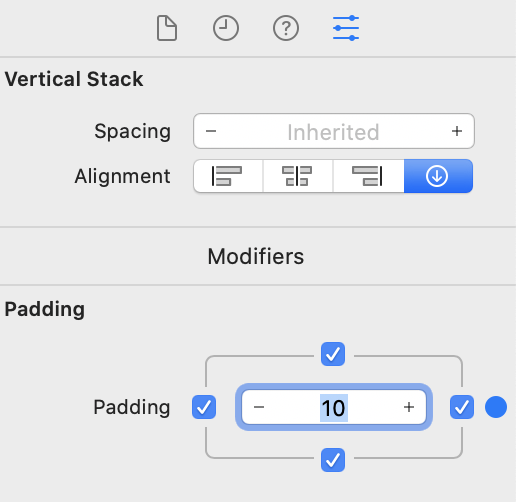 Vertical Stack
Spacing
Inherited
Alignment
Modifiers
Padding
Padding
10